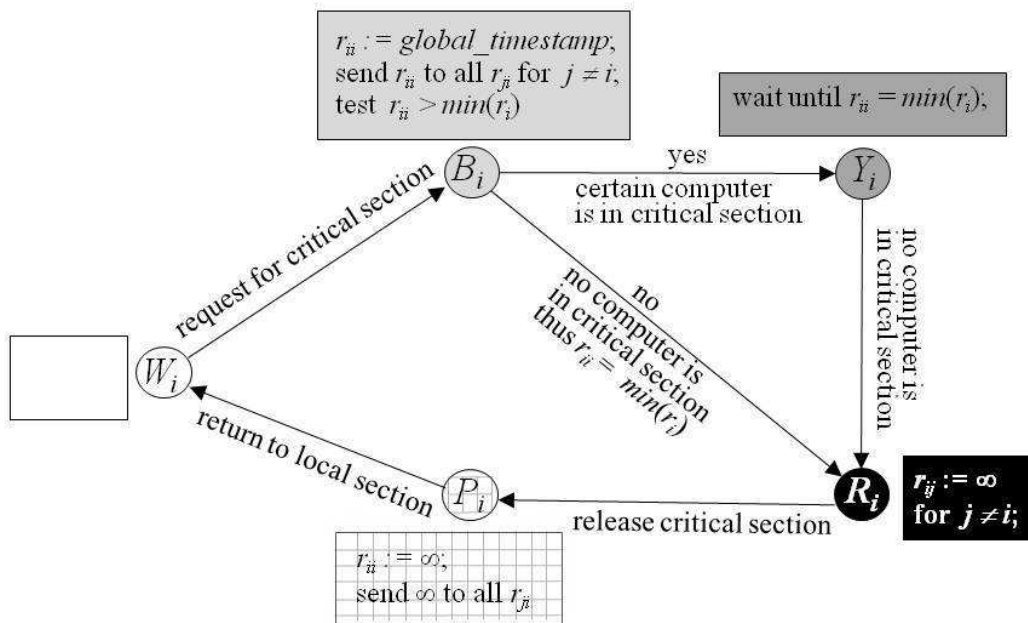 r_ii := global_timestamp;
send r_ii to all r_ji for j ≠ i;
test r_ii > min(r_i)
wait until r_ii = min(r_i);
B_i
yes
certain computer
is in critical section
Y_i
request for critical section
no
no computer is
in critical section
thus r_ii = min(r_i)
no computer is
in critical section
W_i
return to local section
P_i
release critical section
R_i
r_ij := ∞
for j ≠ i;
r_ii := ∞;
send ∞ to all r_ji